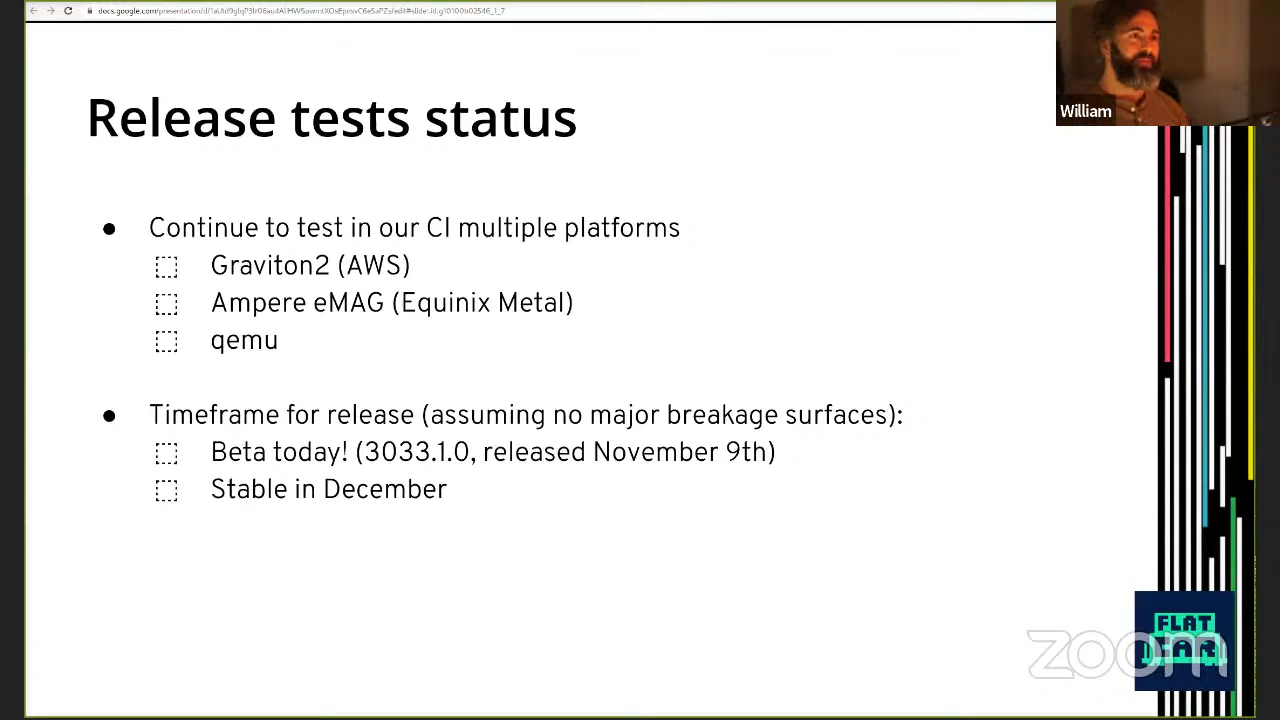 William
Release tests status
● Continue to test in our CI multiple platforms
Graviton2 (AWS)
Ampere eMAG (Equinix Metal)
qemu
● Timeframe for release (assuming no major breakage surfaces):
Beta today! (3033.1.0, released November 9th)
Stable in December
FLAT
CAR
zoom